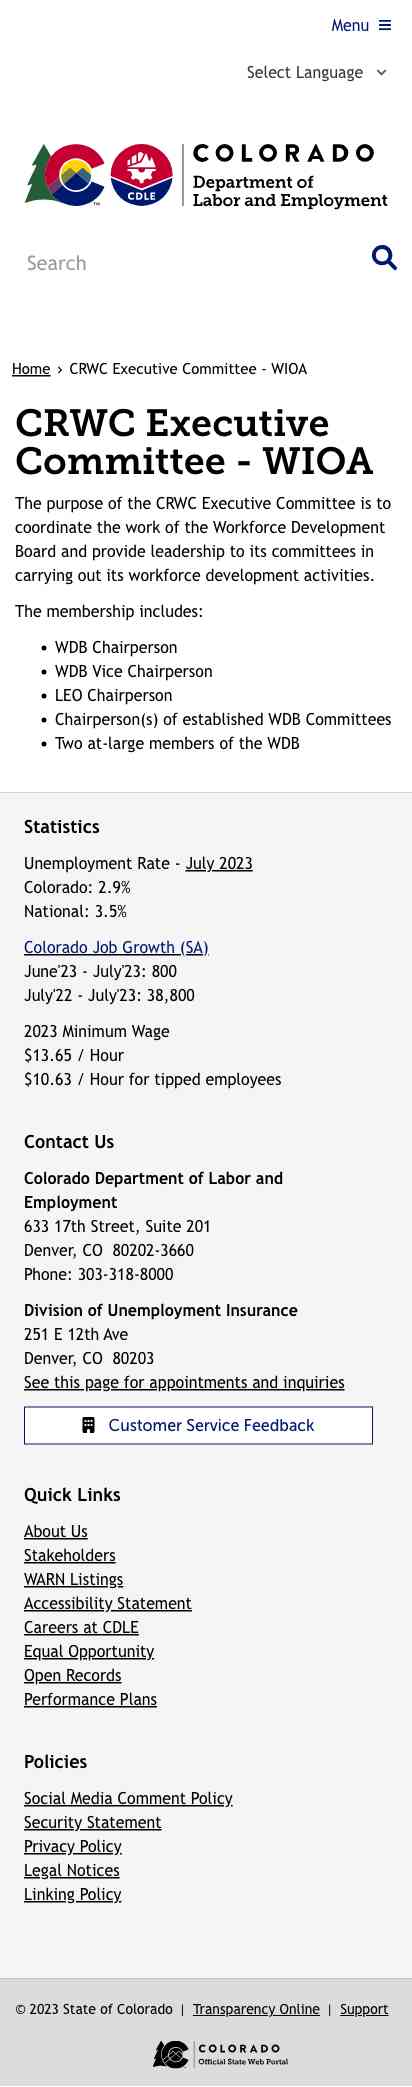 Menu
Select Language
COLORADO
Department of
Labor and Employment
CDLE
TM
Search
Home › CRWC Executive Committee - WIOA
CRWC Executive
Committee - WIOA
The purpose of the CRWC Executive Committee is to
coordinate the work of the Workforce Development
Board and provide leadership to its committees in
carrying out its workforce development activities.
The membership includes:
• WDB Chairperson
• WDB Vice Chairperson
• LEO Chairperson
• Chairperson(s) of established WDB Committees
• Two at-large members of the WDB
Statistics
Unemployment Rate - July 2023
Colorado: 2.9%
National: 3.5%
Colorado Job Growth (SA)
June'23 - July'23: 800
July'22 - July'23: 38,800
2023 Minimum Wage
$13.65 / Hour
$10.63 / Hour for tipped employees
Contact Us
Colorado Department of Labor and
Employment
633 17th Street, Suite 201
Denver, CO  80202-3660
Phone: 303-318-8000
Division of Unemployment Insurance
251 E 12th Ave
Denver, CO  80203
See this page for appointments and inquiries
Customer Service Feedback
Quick Links
About Us
Stakeholders
WARN Listings
Accessibility Statement
Careers at CDLE
Equal Opportunity
Open Records
Performance Plans
Policies
Social Media Comment Policy
Security Statement
Privacy Policy
Legal Notices
Linking Policy
© 2023 State of Colorado | Transparency Online | Support
COLORADO
Official State Web Portal